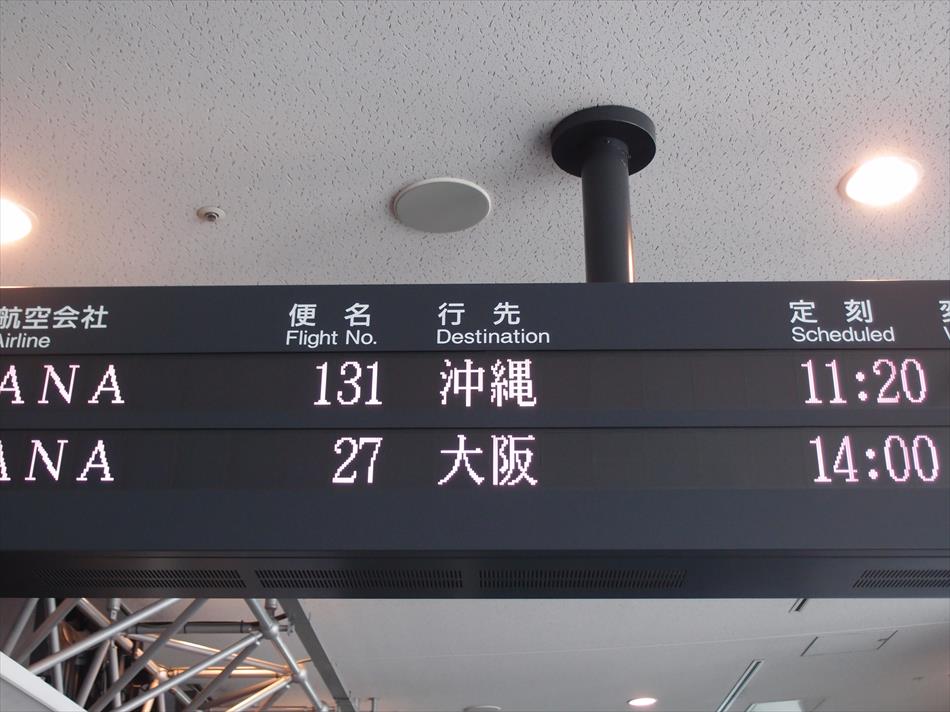 航空会社 便名 行先 定刻
Airline Flight No. Destination Scheduled
ANA 131 沖縄 11:20
ANA 27 大阪 14:00